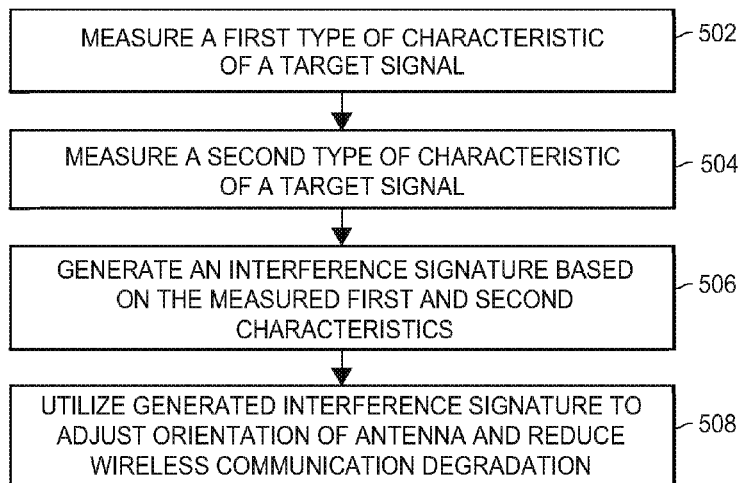 MEASURE A FIRST TYPE OF CHARACTERISTIC
OF A TARGET SIGNAL
502
MEASURE A SECOND TYPE OF CHARACTERISTIC
OF A TARGET SIGNAL
504
GENERATE AN INTERFERENCE SIGNATURE BASED
ON THE MEASURED FIRST AND SECOND
CHARACTERISTICS
506
UTILIZE GENERATED INTERFERENCE SIGNATURE TO
ADJUST ORIENTATION OF ANTENNA AND REDUCE
WIRELESS COMMUNICATION DEGRADATION
508